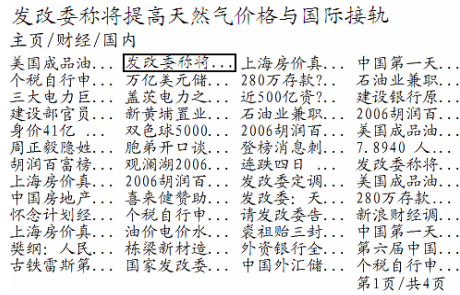 发改委称将提高天然气价格与国际接轨
主页/财经/国内
美国成品油... 发改委称将... 上海房价真... 中国第一天...
个税自行申... 万亿美元储... 280万存款?.. 石油业兼职...
三大电力巨... 盖茨电力之... 近500亿资?.. 建设银行原...
建设部官员... 新黄埔置业... 石油业兼职... 2006胡润百...
身价41亿 ... 双色球5000... 2006胡润百... 美国成品油...
周正毅隐姓... 胞弟开口谈... 登榜消息刺... 7.8940 人...
胡润百富榜... 观澜湖2006... 连跌四日 ... 发改委称将...
上海房价真... 2006胡润百... 发改委定调... 美国成品油...
中国房地产... 喜来健赞助... 发改委：天... 280万存款...
怀念计划经... 个税自行申... 请发改委告... 新浪财经调...
上海房价真... 油价电价水... 裘祖贻三封... 中国第一天...
樊纲：人民... 栋梁新材造... 外资银行全... 第六届中国...
古铁雷斯第... 国家发改委... 中国外汇储... 个税自行申...
第1页/共4页